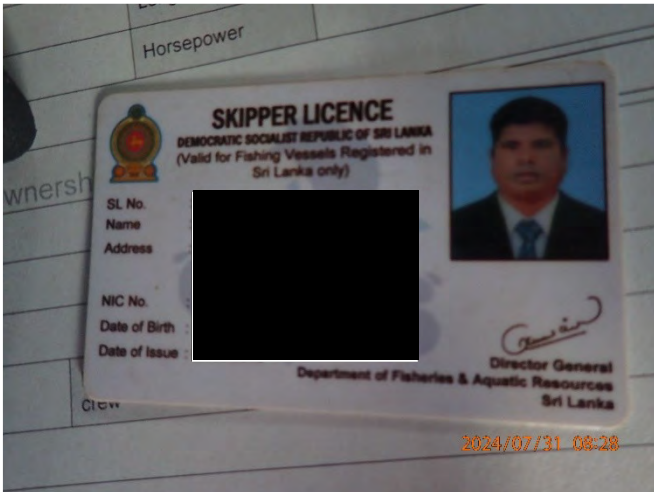 Horsepower
SKIPPER LICENCE
DEMOCRATIC SOCIALIST REPUBLIC OF SRI LANKA
(Valid for Fishing Vessels Registered in
Sri Lanka only)
wnersh
SL No. :
Name :
Address :
NIC No. :
Date of Birth :
Date of Issue :
Director General
Department of Fisheries & Aquatic Resources
Sri Lanka
crew
2024/07/31 08:28